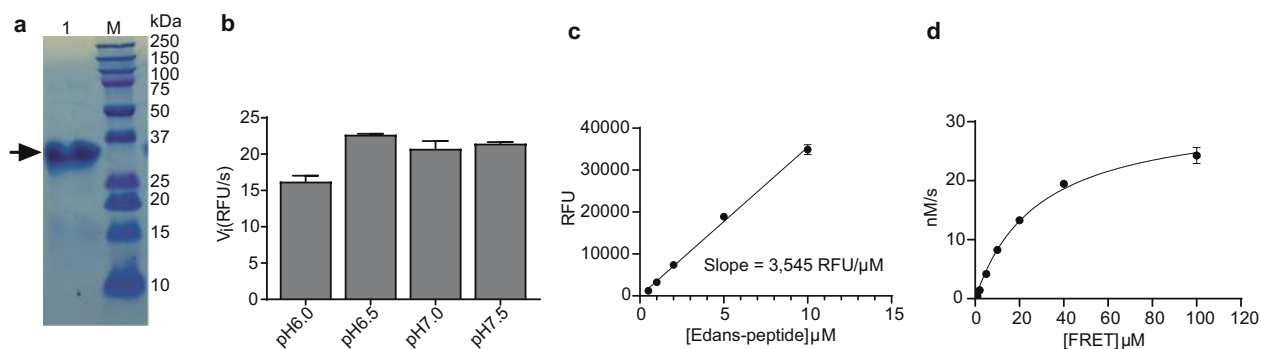 a
1 M kDa
250
150
100
75
50
37
25
20
15
10
b
Vi(RFU/s)
25
20
15
10
5
0
pH6.0 pH6.5 pH7.0 pH7.5
c
RFU
40000
30000
20000
10000
0
Slope = 3,545 RFU/µM
0 5 10 15
[Edans-peptide]µM
d
nM/s
30
20
10
0
0 20 40 60 80 100 120
[FRET]µM